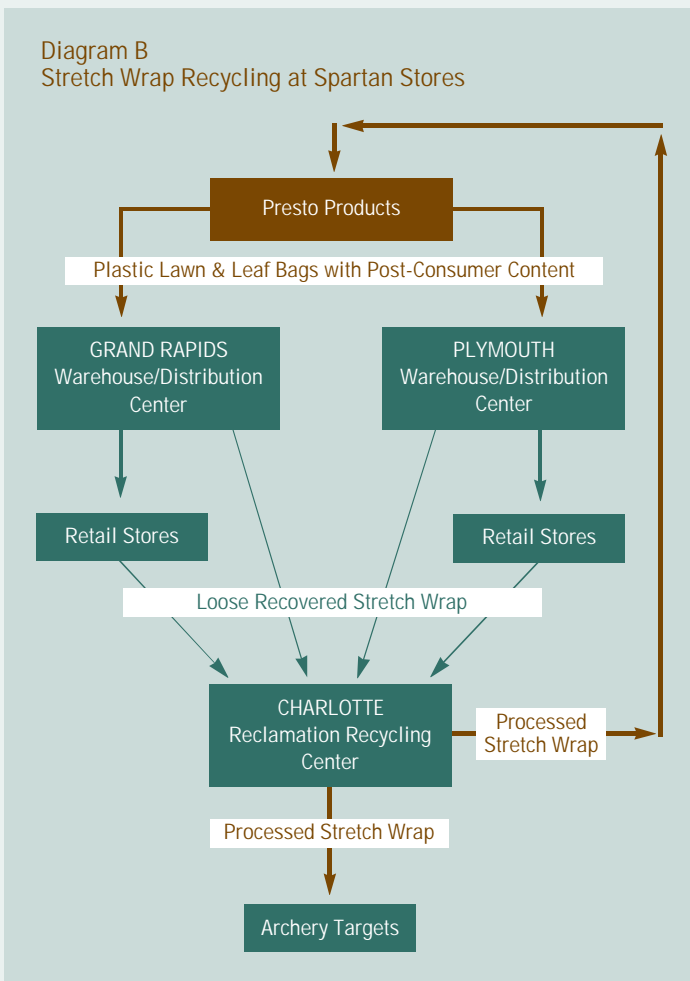 Diagram B
Stretch Wrap Recycling at Spartan Stores
Presto Products
Plastic Lawn & Leaf Bags with Post-Consumer Content
GRAND RAPIDS
Warehouse/Distribution
Center
PLYMOUTH
Warehouse/Distribution
Center
Retail Stores
Retail Stores
Loose Recovered Stretch Wrap
CHARLOTTE
Reclamation Recycling
Center
Processed
Stretch Wrap
Processed Stretch Wrap
Archery Targets